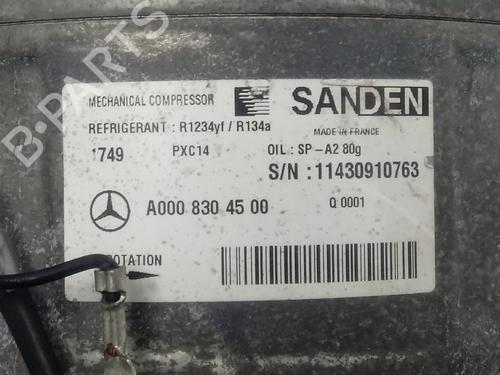 B-PARTS
MECHANICAL COMPRESSOR
SANDEN
REFRIGERANT : R1234yf / R134a
MADE IN FRANCE
1749 PXC14 OIL : SP-A2 80g
S/N : 11430910763
A000 830 45 00 Q 0001